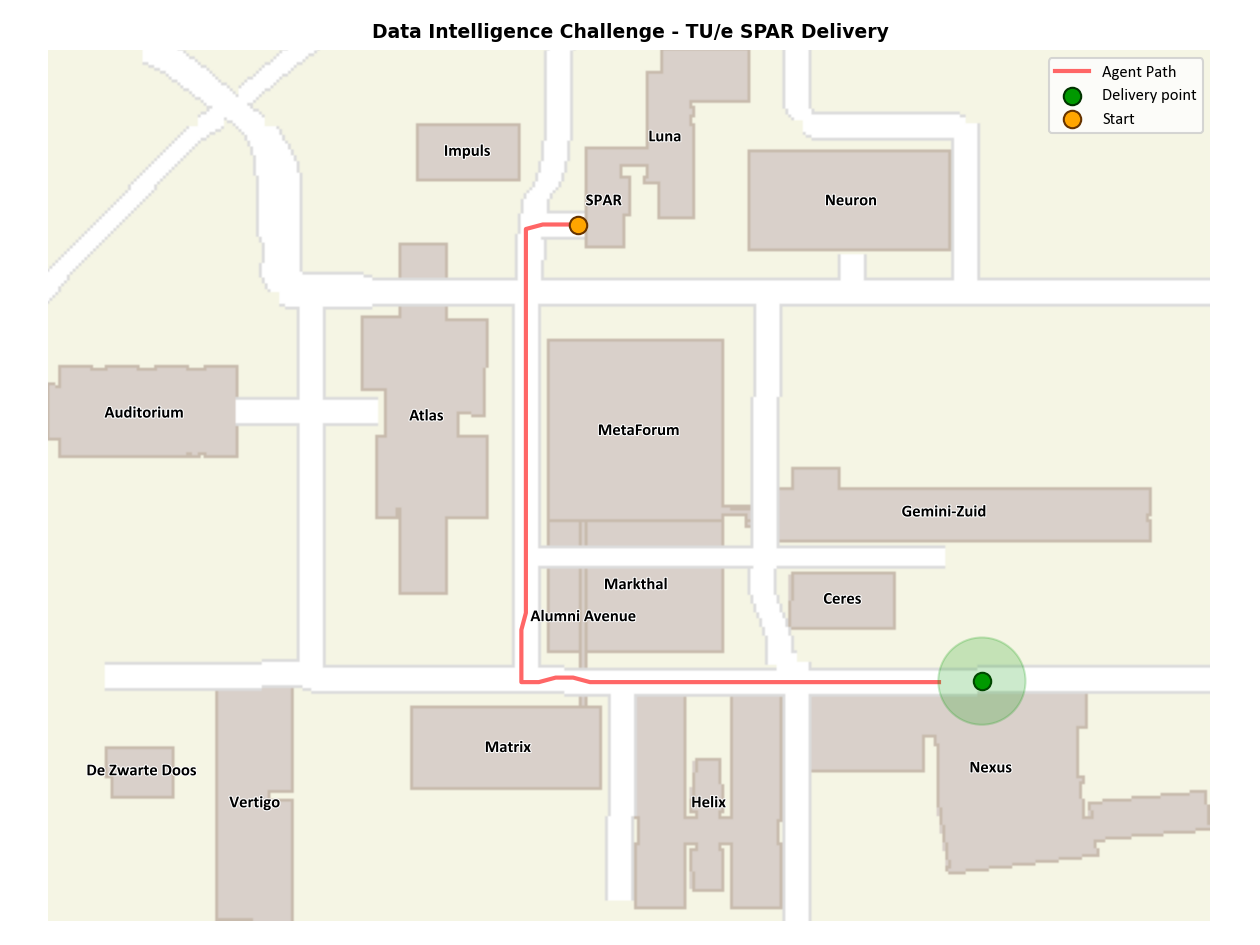 Data Intelligence Challenge - TU/e SPAR Delivery
Agent Path
Delivery point
Start
Luna
Impuls
SPAR
Neuron
Auditorium
Atlas
MetaForum
Gemini-Zuid
Markthal
Ceres
Alumni Avenue
Matrix
De Zwarte Doos
Nexus
Vertigo
Helix